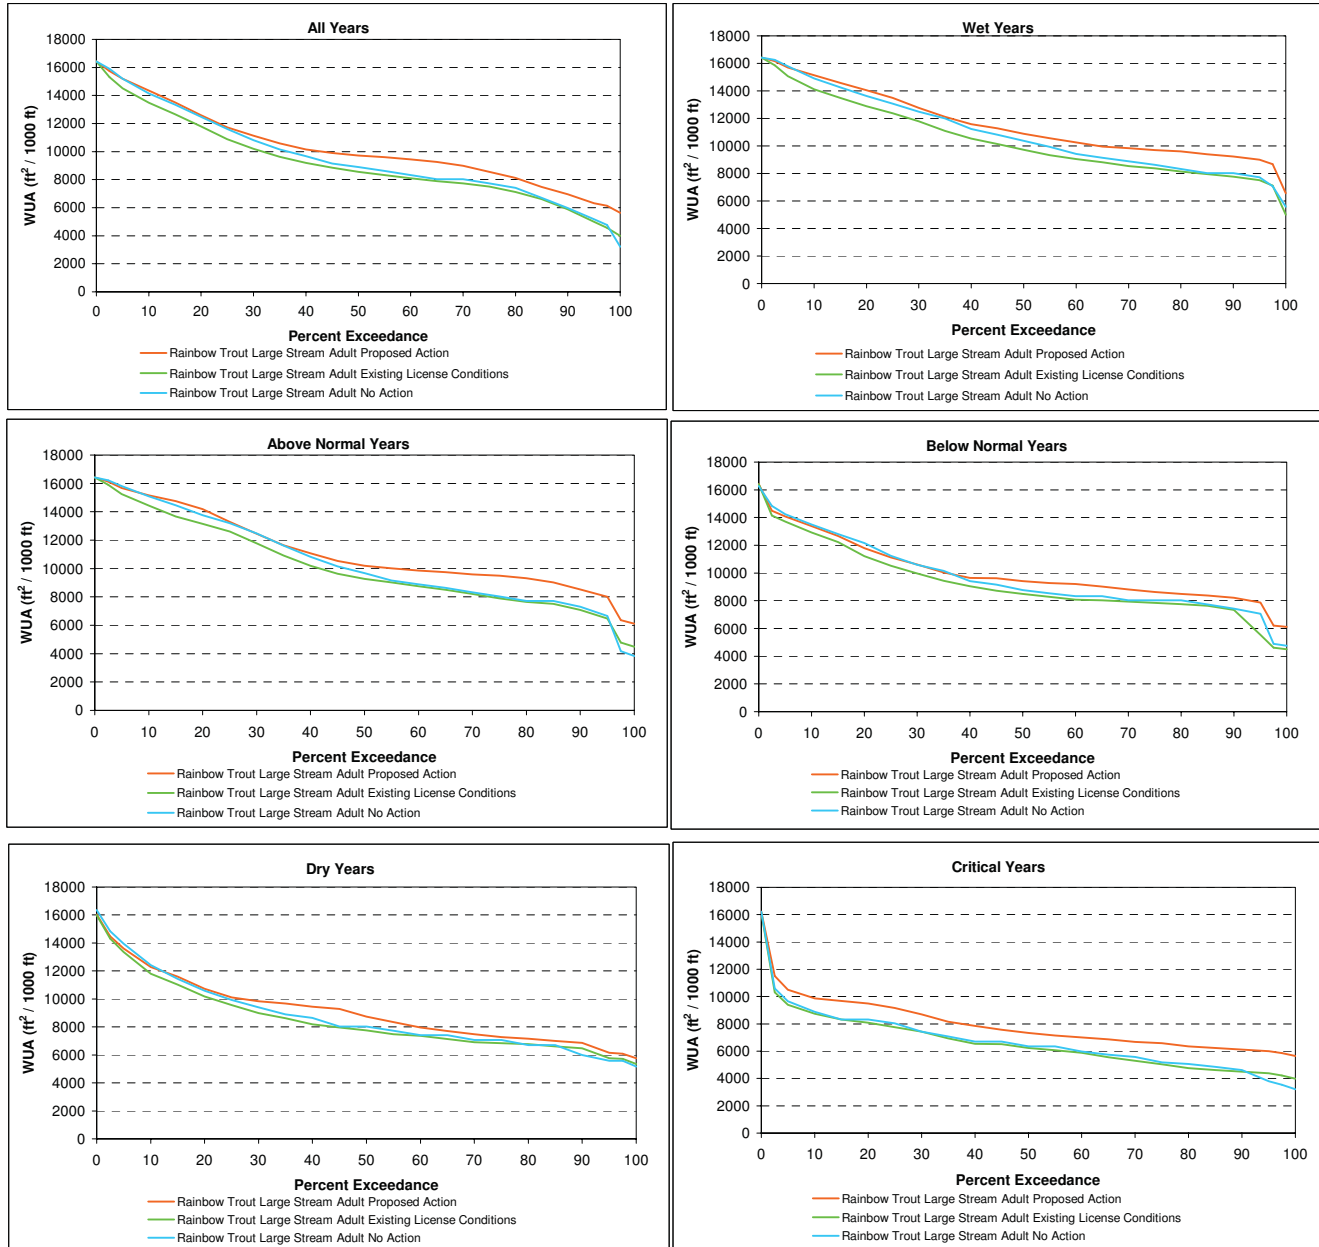 All Years
WUA (ft² / 1000 ft)
18000
16000
14000
12000
10000
8000
6000
4000
2000
0
0 10 20 30 40 50 60 70 80 90 100
Percent Exceedance
Rainbow Trout Large Stream Adult Proposed Action
Rainbow Trout Large Stream Adult Existing License Conditions
Rainbow Trout Large Stream Adult No Action
Wet Years
WUA (ft² / 1000 ft)
18000
16000
14000
12000
10000
8000
6000
4000
2000
0
0 10 20 30 40 50 60 70 80 90 100
Percent Exceedance
Rainbow Trout Large Stream Adult Proposed Action
Rainbow Trout Large Stream Adult Existing License Conditions
Rainbow Trout Large Stream Adult No Action
Above Normal Years
WUA (ft² / 1000 ft)
18000
16000
14000
12000
10000
8000
6000
4000
2000
0
0 10 20 30 40 50 60 70 80 90 100
Percent Exceedance
Rainbow Trout Large Stream Adult Proposed Action
Rainbow Trout Large Stream Adult Existing License Conditions
Rainbow Trout Large Stream Adult No Action
Below Normal Years
WUA (ft² / 1000 ft)
18000
16000
14000
12000
10000
8000
6000
4000
2000
0
0 10 20 30 40 50 60 70 80 90 100
Percent Exceedance
Rainbow Trout Large Stream Adult Proposed Action
Rainbow Trout Large Stream Adult Existing License Conditions
Rainbow Trout Large Stream Adult No Action
Dry Years
WUA (ft² / 1000 ft)
18000
16000
14000
12000
10000
8000
6000
4000
2000
0
0 10 20 30 40 50 60 70 80 90 100
Percent Exceedance
Rainbow Trout Large Stream Adult Proposed Action
Rainbow Trout Large Stream Adult Existing License Conditions
Rainbow Trout Large Stream Adult No Action
Critical Years
WUA (ft² / 1000 ft)
18000
16000
14000
12000
10000
8000
6000
4000
2000
0
0 10 20 30 40 50 60 70 80 90 100
Percent Exceedance
Rainbow Trout Large Stream Adult Proposed Action
Rainbow Trout Large Stream Adult Existing License Conditions
Rainbow Trout Large Stream Adult No Action